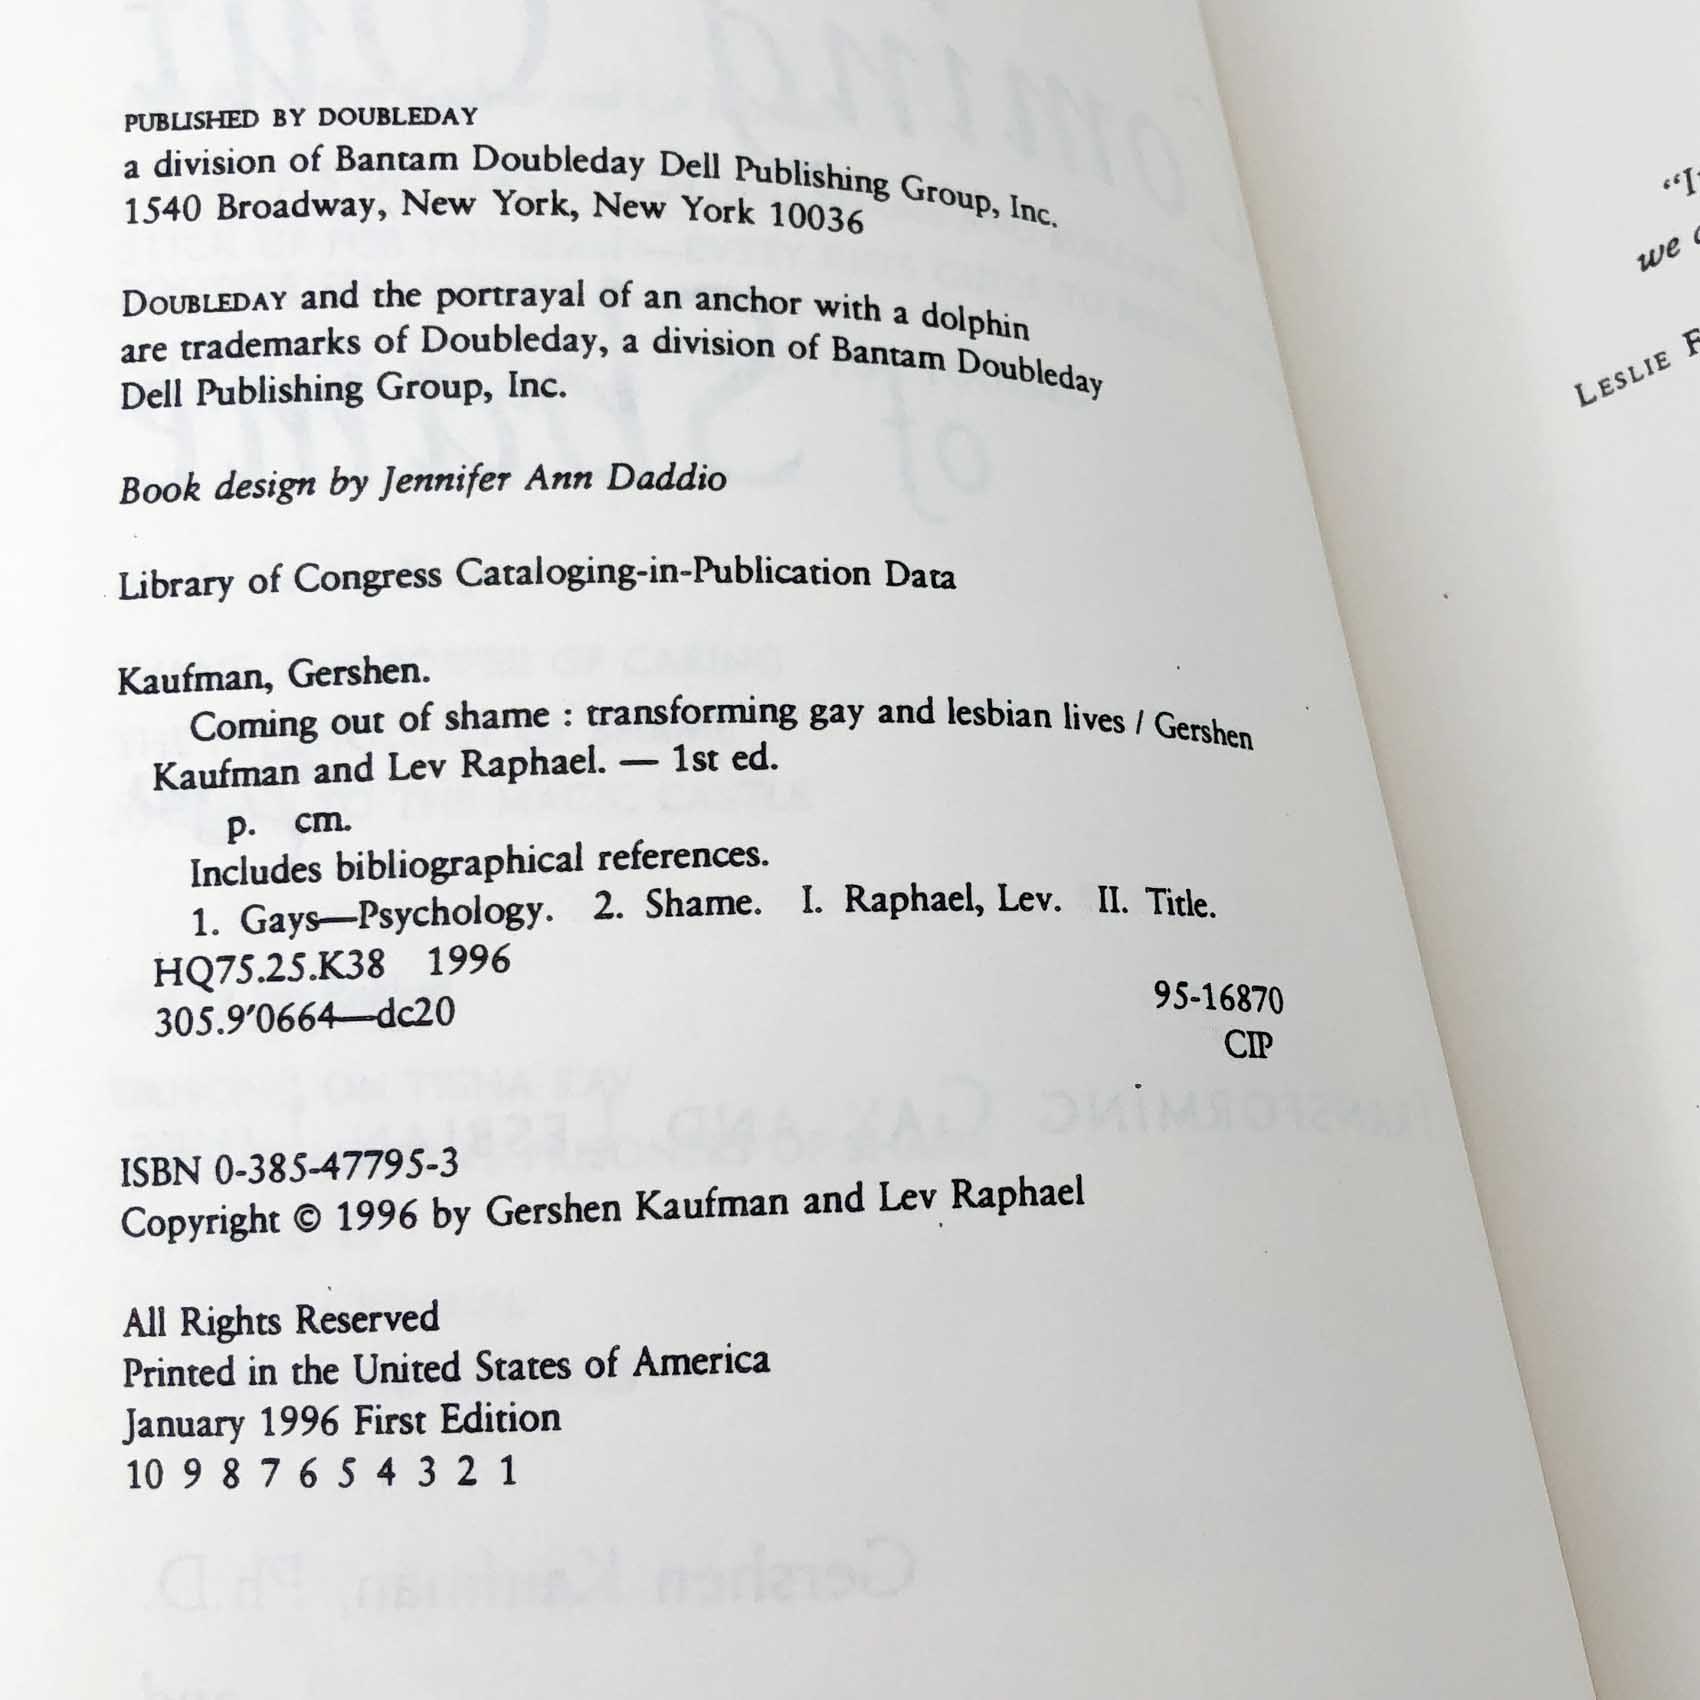 PUBLISHED BY DOUBLEDAY
a division of Bantam Doubleday Dell Publishing Group, Inc.
1540 Broadway, New York, New York 10036
DOUBLEDAY and the portrayal of an anchor with a dolphin
are trademarks of Doubleday, a division of Bantam Doubleday
Dell Publishing Group, Inc.
Book design by Jennifer Ann Daddio
Library of Congress Cataloging-in-Publication Data
Kaufman, Gershen.
Coming out of shame : transforming gay and lesbian lives / Gershen
Kaufman and Lev Raphael. — 1st ed.
p. cm.
Includes bibliographical references.
1. Gays—Psychology. 2. Shame. I. Raphael, Lev. II. Title.
HQ75.25.K38 1996
305.9'0664—dc20
95-16870
CIP
ISBN 0-385-47795-3
Copyright © 1996 by Gershen Kaufman and Lev Raphael
All Rights Reserved
Printed in the United States of America
January 1996 First Edition
10 9 8 7 6 5 4 3 2 1
we
LESLIE